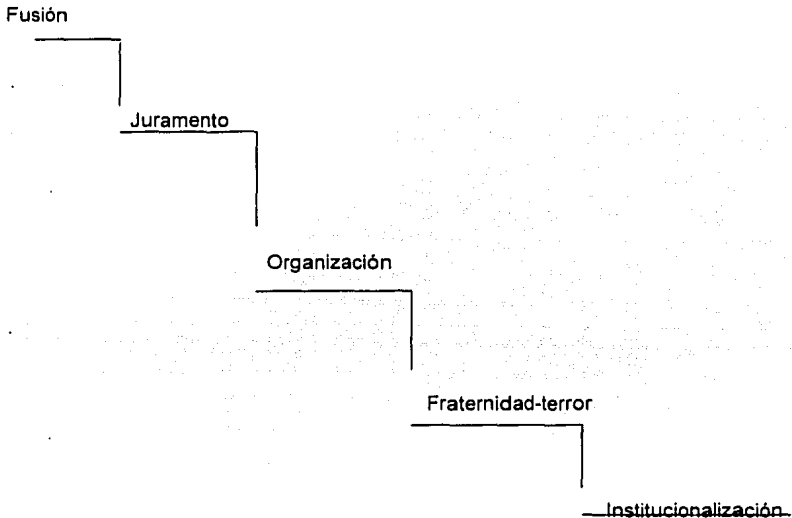 Fusión
Juramento
Organización
Fraternidad-terror
Institucionalización